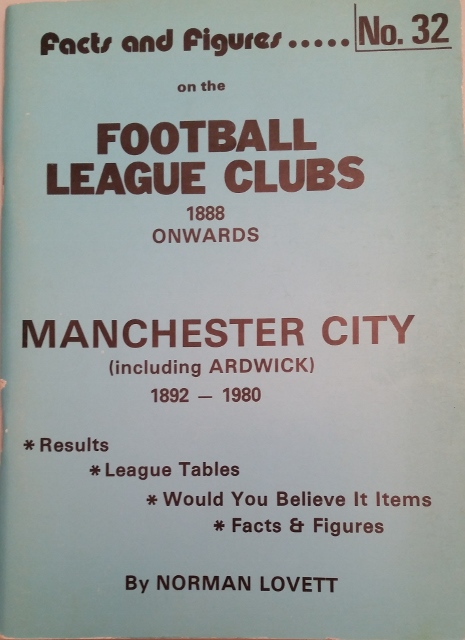 Facts and Figures..... No. 32
on the
FOOTBALL
LEAGUE CLUBS
1888
ONWARDS
MANCHESTER CITY
(including ARDWICK)
1892 — 1980
* Results
* League Tables
* Would You Believe It Items
* Facts & Figures
By NORMAN LOVETT